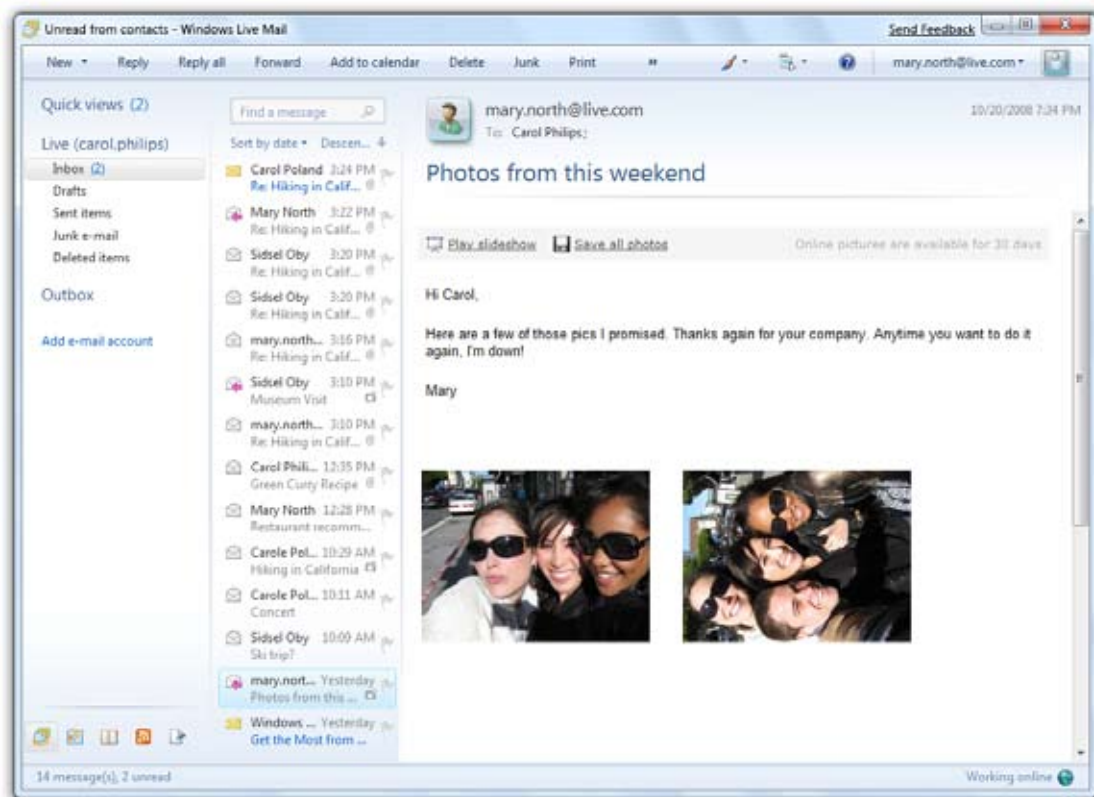 Unread from contacts - Windows Live Mail
Send Feedback
New Reply Reply all Forward Add to calendar Delete Junk Print » mary.north@live.com
Quick views (2)
Live (carol.philips)
Inbox (2)
Drafts
Sent items
Junk e-mail
Deleted items
Outbox
Add e-mail account
Find a message
Sort by date Descen...
Carol Poland 3:24 PM
Re: Hiking in Calif...
Mary North 3:22 PM
Re: Hiking in Calif...
Sidsel Oby 3:20 PM
Re: Hiking in Calif...
Sidsel Oby 3:20 PM
Re: Hiking in Calif...
mary.north... 3:16 PM
Re: Hiking in Calif...
Sidsel Oby 3:10 PM
Museum Visit
mary.north... 3:10 PM
Re: Hiking in Calif...
Carol Phili... 12:35 PM
Green Curry Recipe
Mary North 12:28 PM
Restaurant recomm...
Carole Pol... 10:29 AM
Hiking in California
Carole Pol... 10:11 AM
Concert
Sidsel Oby 10:09 AM
Ski trip?
mary.nort... Yesterday
Photos from this ...
Windows ... Yesterday
Get the Most from ...
mary.north@live.com
10/20/2008 7:34 PM
To: Carol Philips;
Photos from this weekend
Play slideshow Save all photos Online pictures are available for 30 days
Hi Carol,
Here are a few of those pics I promised. Thanks again for your company. Anytime you want to do it
again, I'm down!
Mary
14 message(s), 2 unread
Working online